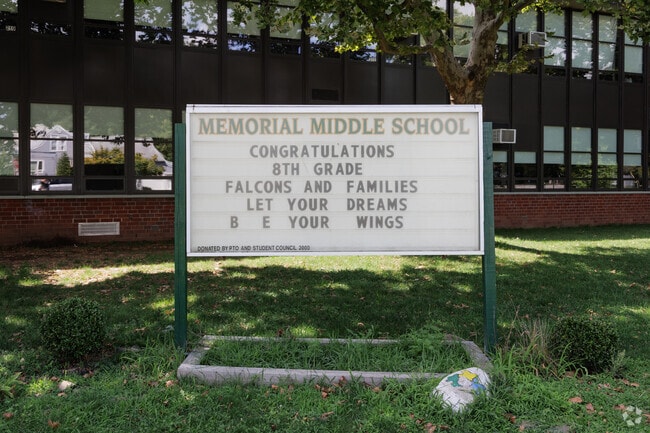 MEMORIAL MIDDLE SCHOOL
CONGRATULATIONS
8TH GRADE
FALCONS AND FAMILIES
LET YOUR DREAMS
B E YOUR WINGS
DONATED BY PTO AND STUDENT COUNCIL 2003